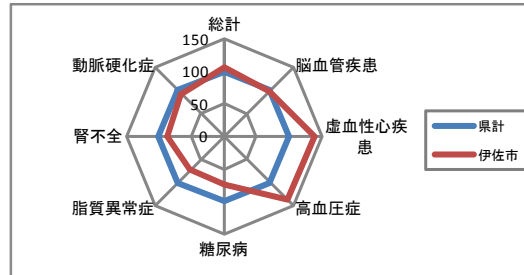 総計
150
100
50
0
脳血管疾患
虚血性心疾
患
高血圧症
糖尿病
脂質異常症
腎不全
動脈硬化症
県計
伊佐市